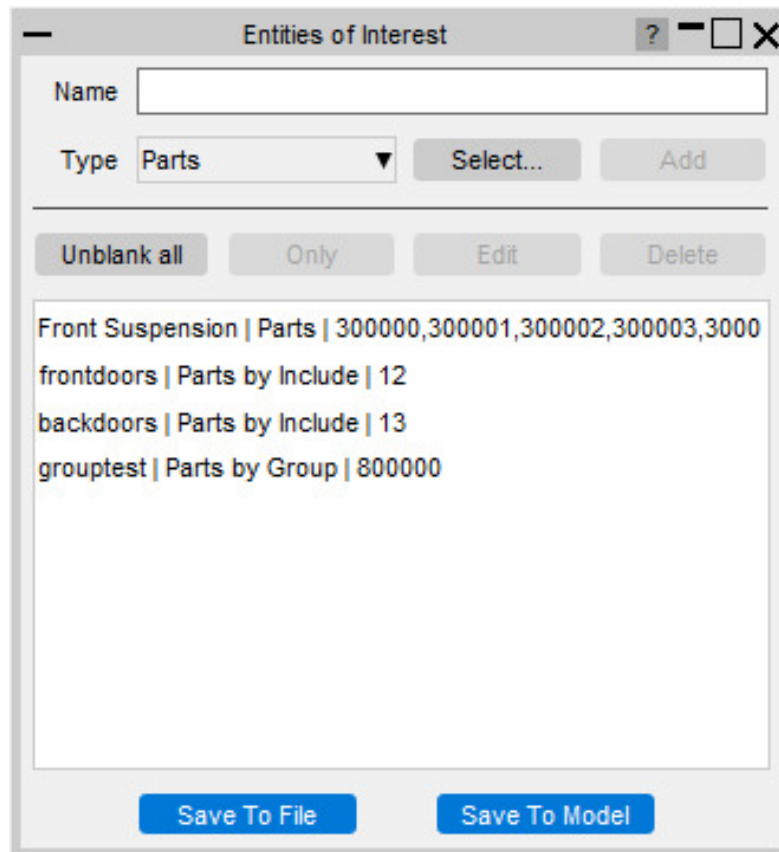 Entities of Interest ?
Name
Type Parts Select... Add
Unblank all Only Edit Delete
Front Suspension | Parts | 300000,300001,300002,300003,3000
frontdoors | Parts by Include | 12
backdoors | Parts by Include | 13
grouptest | Parts by Group | 800000
Save To File Save To Model